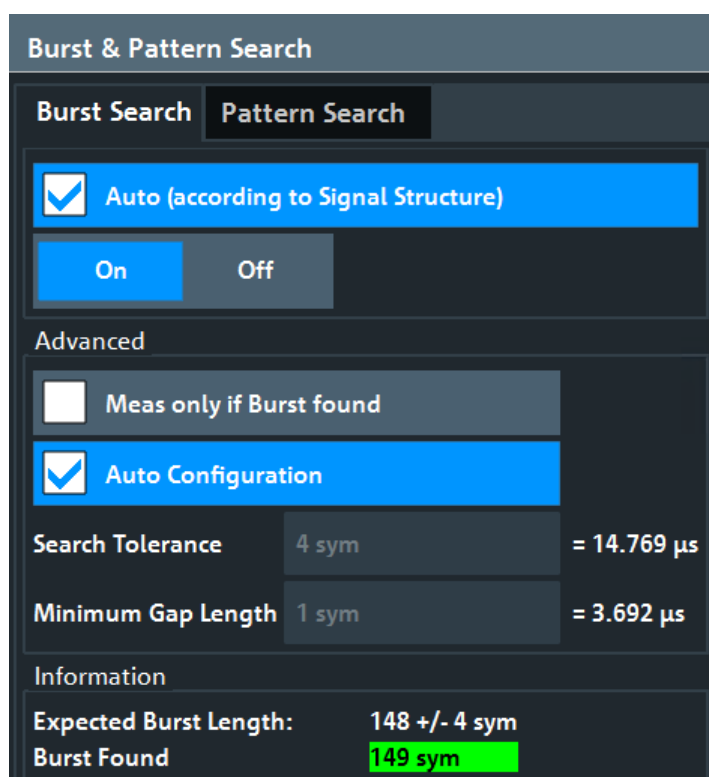 Burst & Pattern Search
Burst Search Pattern Search
Auto (according to Signal Structure)
On Off
Advanced
Meas only if Burst found
Auto Configuration
Search Tolerance 4 sym = 14.769 µs
Minimum Gap Length 1 sym = 3.692 µs
Information
Expected Burst Length: 148 +/- 4 sym
Burst Found 149 sym